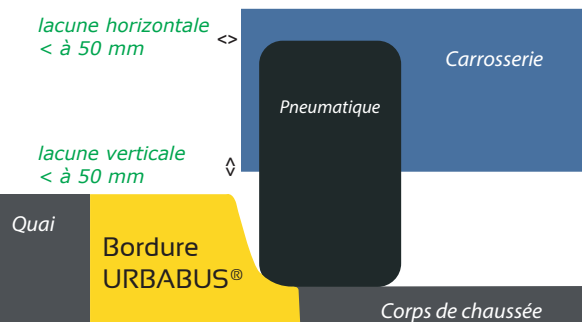 lacune horizontale
< à 50 mm
<>
Carrosserie
Pneumatique
lacune verticale
< à 50 mm
<>
Quai
Bordure
URBABUS®
Corps de chaussée